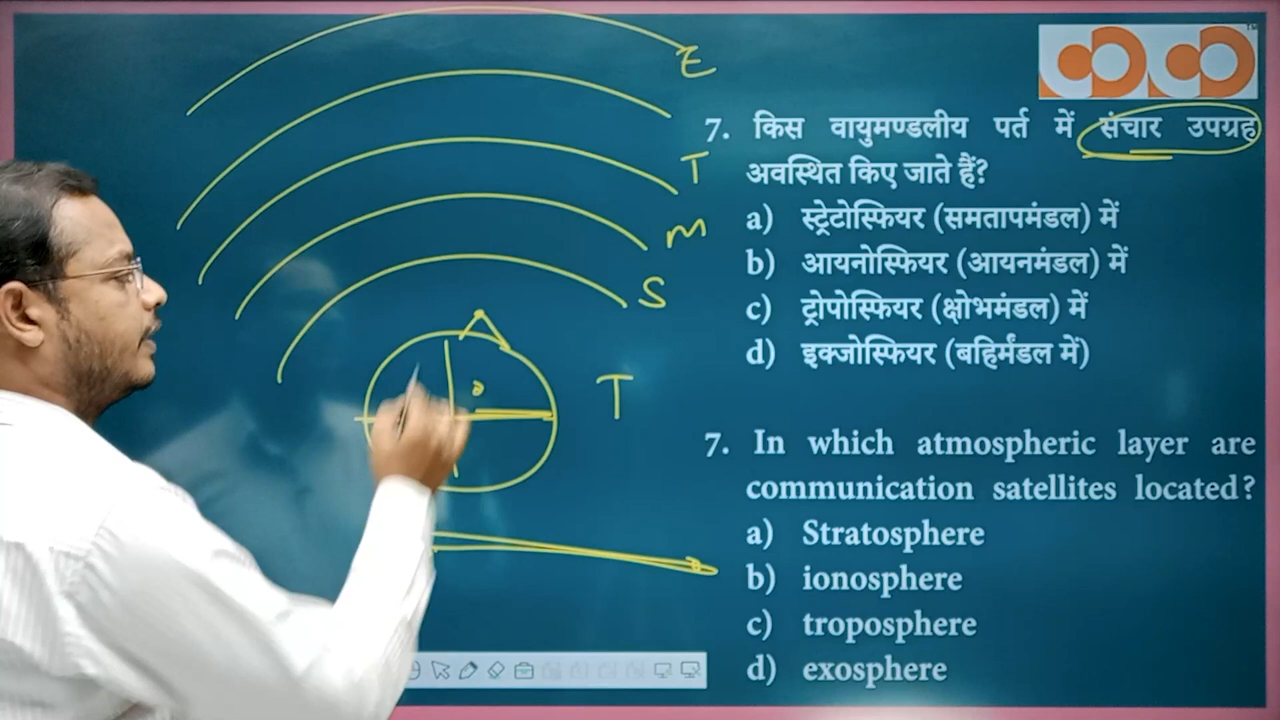 E
T
M
S
T
7. किस वायुमण्डलीय पर्त में संचार उपग्रह
अवस्थित किए जाते हैं?
a) स्ट्रेटोस्फियर (समतापमंडल) में
b) आयनोस्फियर (आयनमंडल) में
c) ट्रोपोस्फियर (क्षोभमंडल) में
d) इक्जोस्फियर (बहिर्मंडल में)
7. In which atmospheric layer are
communication satellites located?
a) Stratosphere
b) ionosphere
c) troposphere
d) exosphere